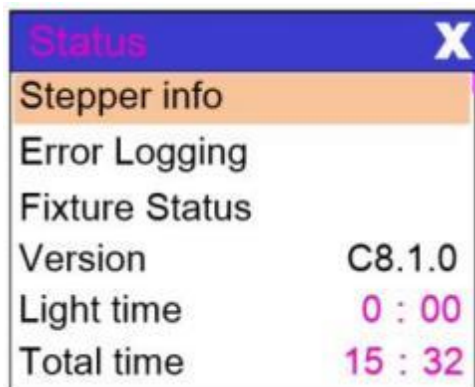 Status X
Stepper info
Error Logging
Fixture Status
Version C8.1.0
Light time 0 : 00
Total time 15 : 32